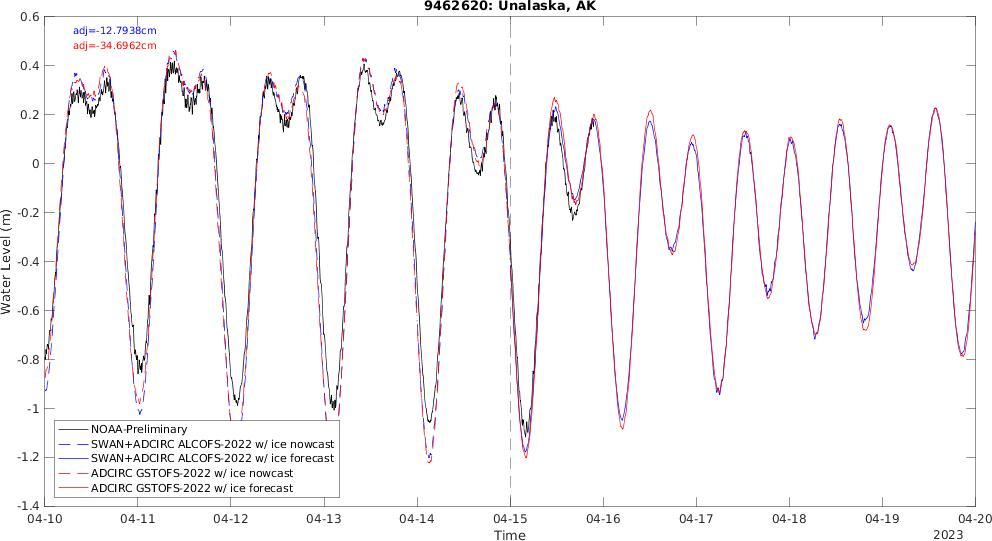 9462620: Unalaska, AK
adj=-12.7938cm
adj=-34.6962cm
Water Level (m)
0.6
0.4
0.2
0
-0.2
-0.4
-0.6
-0.8
-1
-1.2
-1.4
NOAA-Preliminary
SWAN+ADCIRC ALCOFS-2022 w/ ice nowcast
SWAN+ADCIRC ALCOFS-2022 w/ ice forecast
ADCIRC GSTOFS-2022 w/ ice nowcast
ADCIRC GSTOFS-2022 w/ ice forecast
04-10 04-11 04-12 04-13 04-14 04-15 04-16 04-17 04-18 04-19 04-20
Time
2023